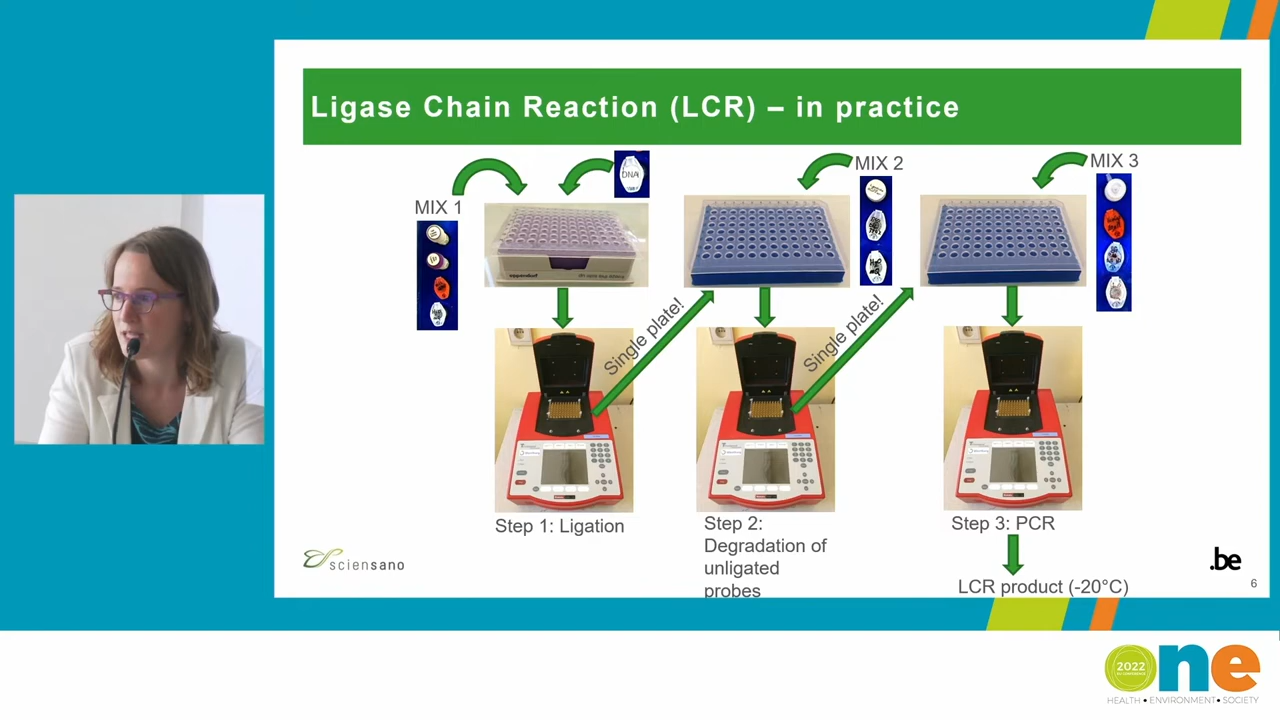 Ligase Chain Reaction (LCR) – in practice
MIX 1
DNA
MIX 2
MIX 3
eppendorf
Single plate!
Single plate!
Step 1: Ligation
Step 2:
Degradation of
unligated
probes
Step 3: PCR
LCR product (-20°C)
sciensano
.be
6
2022
one
HEALTH • ENVIRONMENT • SOCIETY